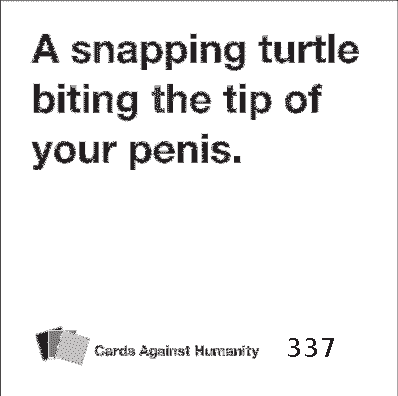 A snapping turtle
biting the tip of
your penis.
Cards Against Humanity 337